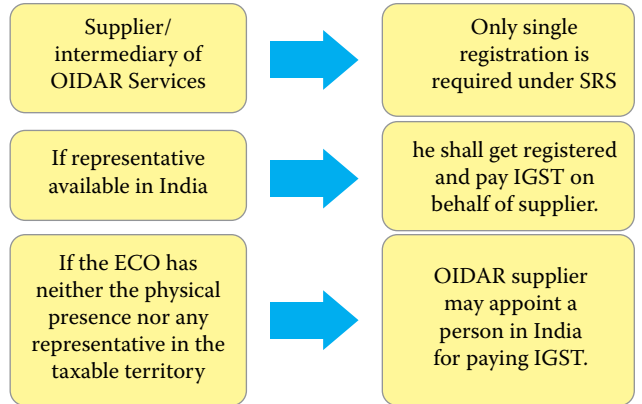 Supplier/
intermediary of
OIDAR Services
Only single
registration is
required under SRS
If representative
available in India
he shall get registered
and pay IGST on
behalf of supplier.
If the ECO has
neither the physical
presence nor any
representative in the
taxable territory
OIDAR supplier
may appoint a
person in India
for paying IGST.